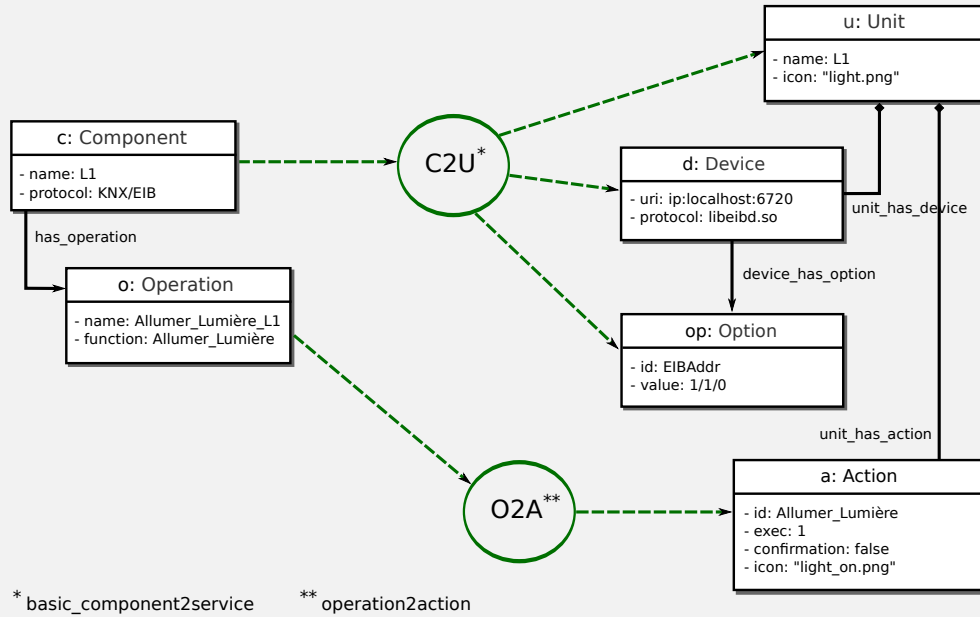 u: Unit
- name: L1
- icon: "light.png"
c: Component
- name: L1
- protocol: KNX/EIB
C2U*
d: Device
- uri: ip:localhost:6720
- protocol: libeibd.so
unit_has_device
has_operation
device_has_option
o: Operation
- name: Allumer_Lumière_L1
- function: Allumer_Lumière
op: Option
- id: EIBAddr
- value: 1/1/0
unit_has_action
O2A**
a: Action
- id: Allumer_Lumière
- exec: 1
- confirmation: false
- icon: "light_on.png"
* basic_component2service
** operation2action